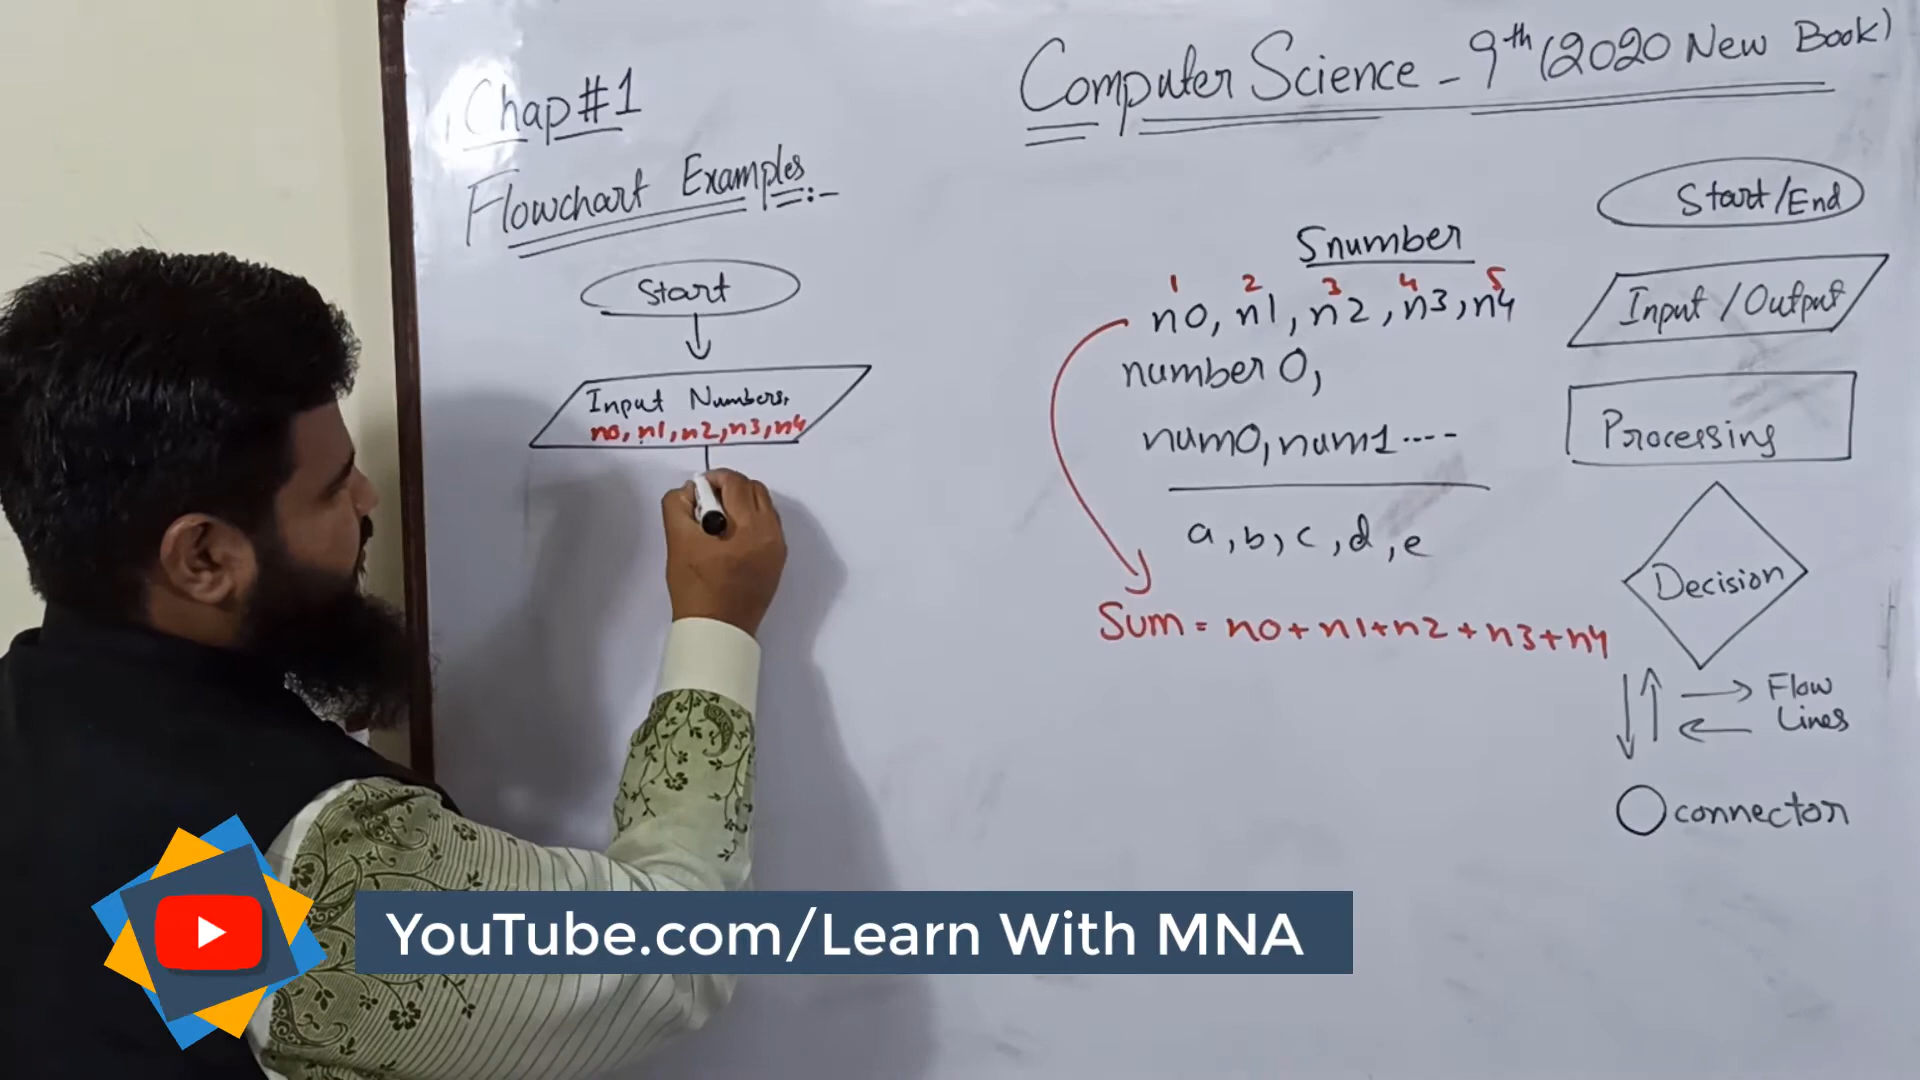 Chap#1
Flowchart Examples:-
Start
Input Numbers,
n0, n1, n2, n3, n4
Computer Science - 9th (2020 New Book)
5number
1 2 3 4 5
n0, n1, n2, n3, n4
number 0,
num0, num1----
a, b, c, d, e
Sum = n0+n1+n2+n3+n4
Start/End
Input/Output
Processing
Decision
Flow
Lines
connector
YouTube.com/Learn With MNA